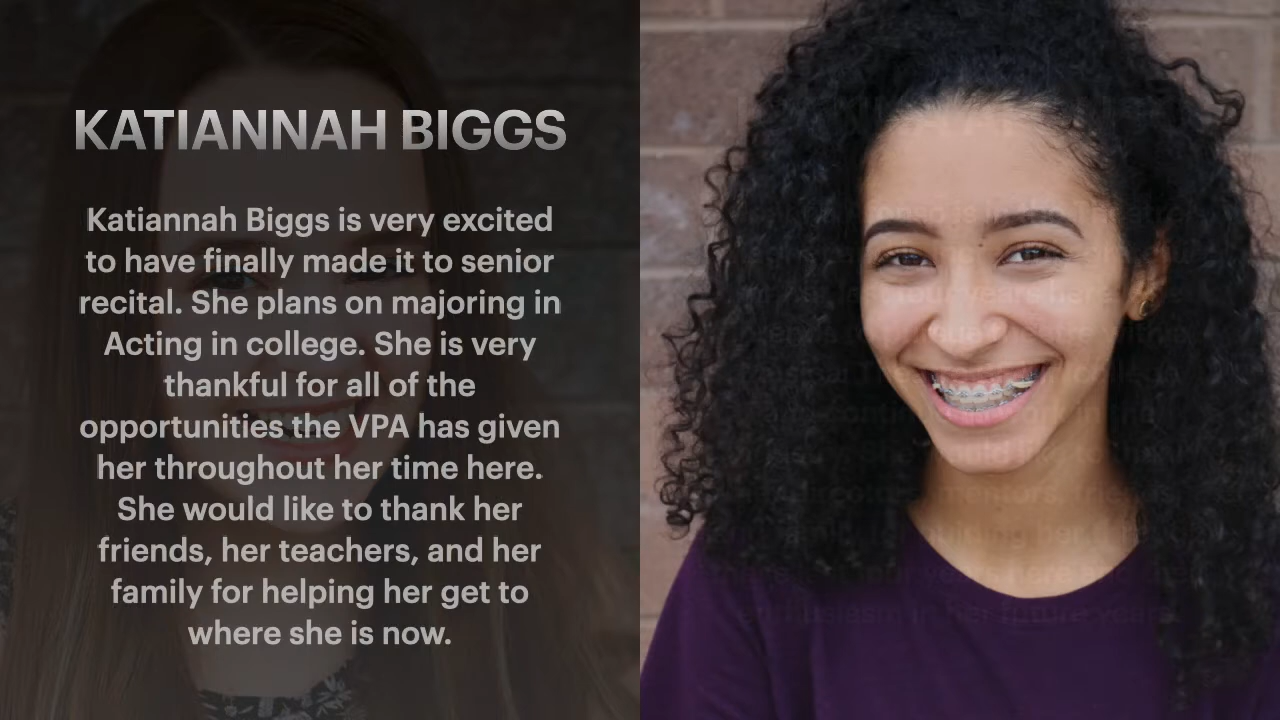 KATIANNAH BIGGS
Katiannah Biggs is very excited
to have finally made it to senior
recital. She plans on majoring in
Acting in college. She is very
thankful for all of the
opportunities the VPA has given
her throughout her time here.
She would like to thank her
friends, her teachers, and her
family for helping her get to
where she is now.